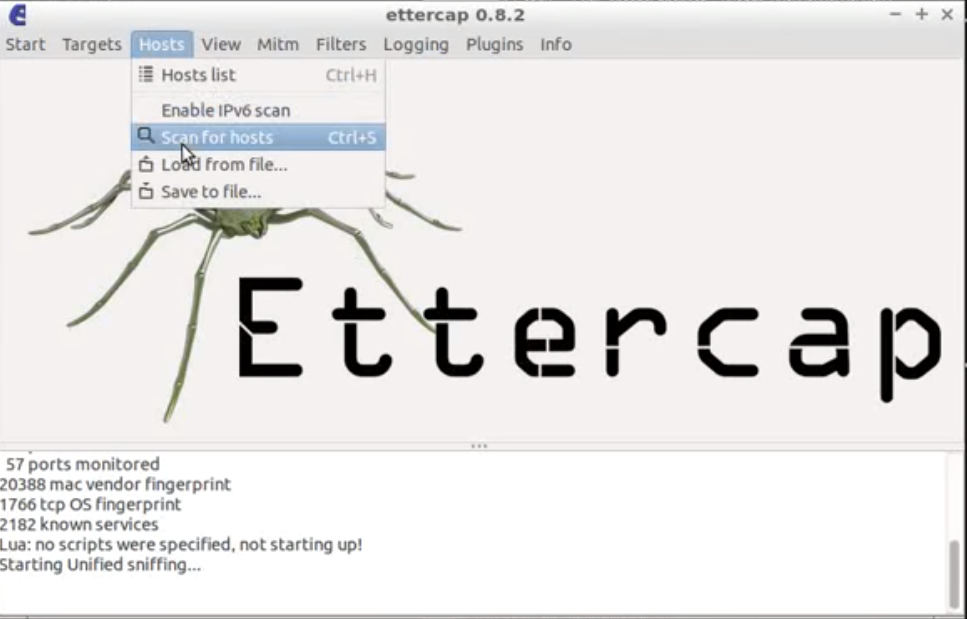 ettercap 0.8.2
Start Targets Hosts View Mitm Filters Logging Plugins Info
Hosts list Ctrl+H
Enable IPv6 scan
Scan for hosts Ctrl+S
Load from file...
Save to file...
Ettercap
57 ports monitored
20388 mac vendor fingerprint
1766 tcp OS fingerprint
2182 known services
Lua: no scripts were specified, not starting up!
Starting Unified sniffing...